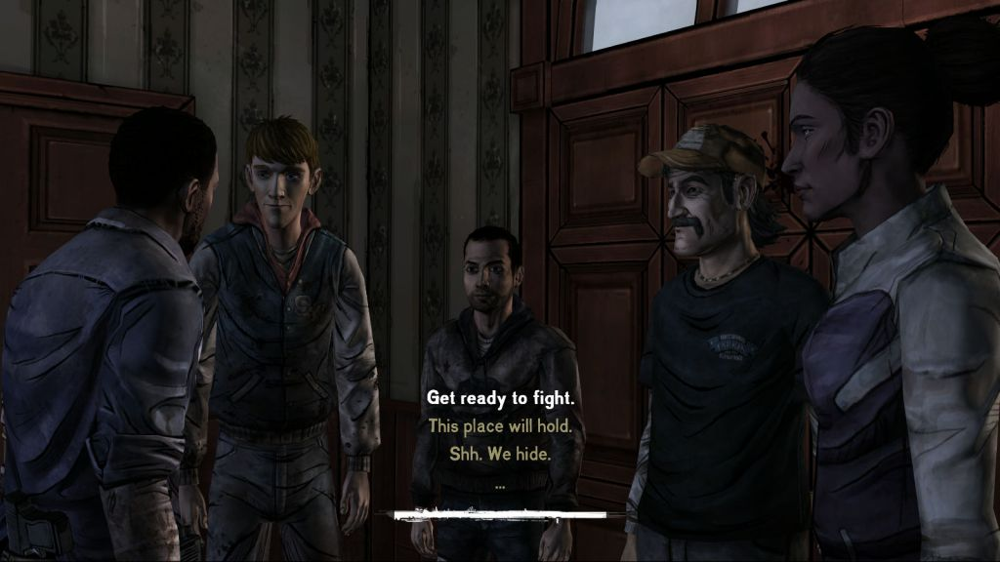 Get ready to fight.
This place will hold.
Shh. We hide.
...